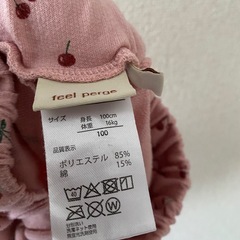 feel perge
サイズ 身長 100cm
体重 16kg
100
品質表示
ポリエステル 85%
綿 15%
40